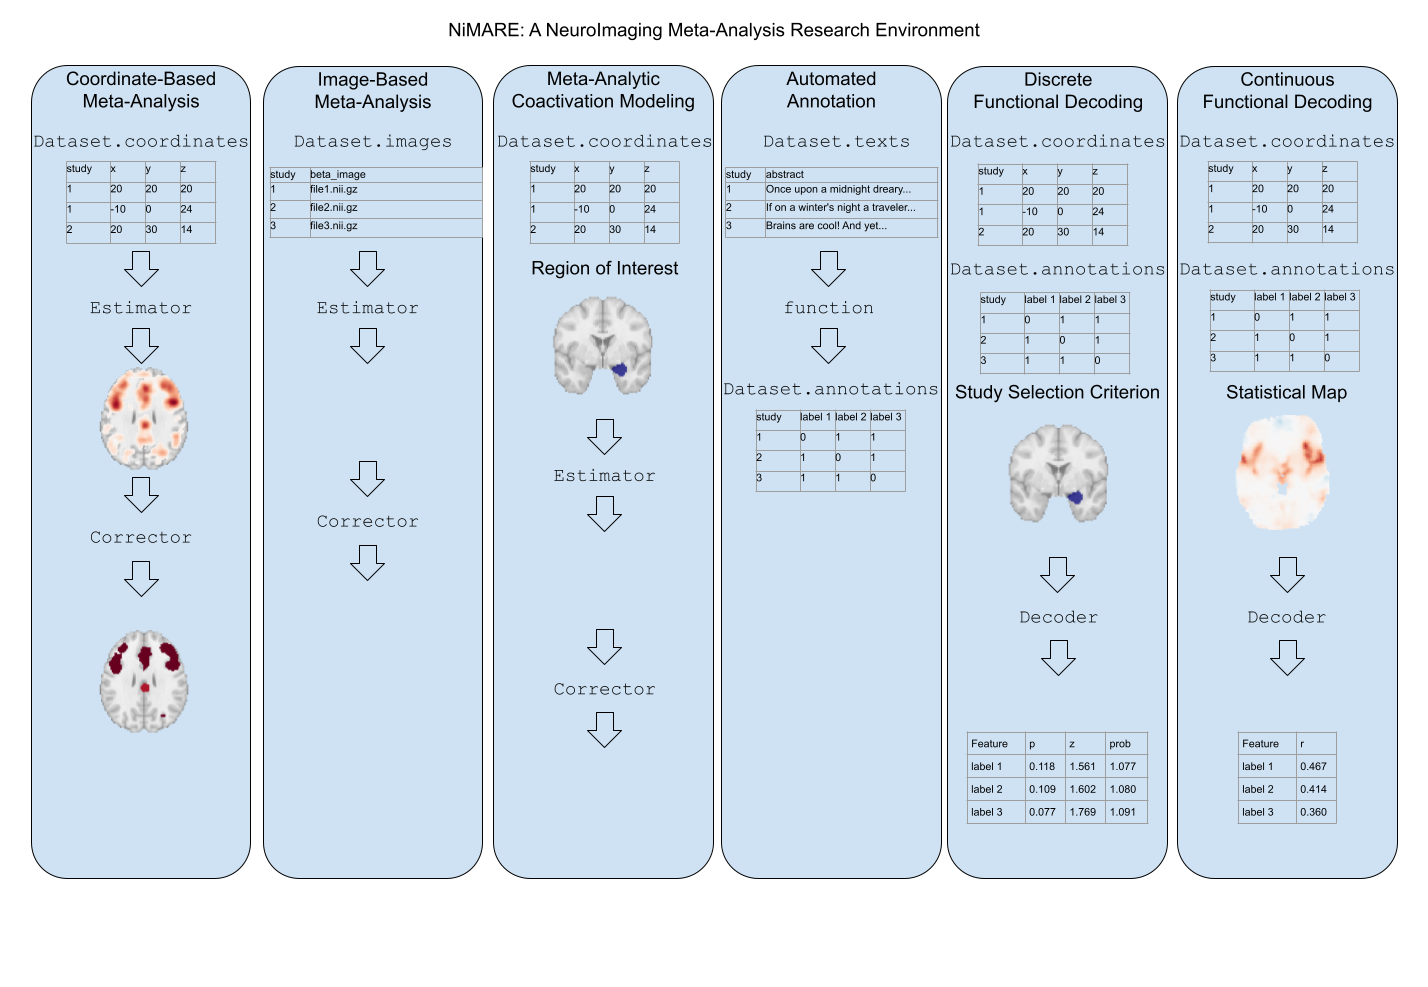 NiMARE: A NeuroImaging Meta-Analysis Research Environment
Coordinate-Based
Meta-Analysis
Dataset.coordinates
study x y z
1 20 20 20
1 -10 0 24
2 20 30 14
Estimator
Corrector
Image-Based
Meta-Analysis
Dataset.images
study beta_image
1 file1.nii.gz
2 file2.nii.gz
3 file3.nii.gz
Estimator
Corrector
Meta-Analytic
Coactivation Modeling
Dataset.coordinates
study x y z
1 20 20 20
1 -10 0 24
2 20 30 14
Region of Interest
Estimator
Corrector
Automated
Annotation
Dataset.texts
study abstract
1 Once upon a midnight dreary...
2 If on a winter's night a traveler...
3 Brains are cool! And yet...
function
Dataset.annotations
study label 1 label 2 label 3
1 0 1 1
2 1 0 1
3 1 1 0
Discrete
Functional Decoding
Dataset.coordinates
study x y z
1 20 20 20
1 -10 0 24
2 20 30 14
Dataset.annotations
study label 1 label 2 label 3
1 0 1 1
2 1 0 1
3 1 1 0
Study Selection Criterion
Decoder
Feature p z prob
label 1 0.118 1.561 1.077
label 2 0.109 1.602 1.080
label 3 0.077 1.769 1.091
Continuous
Functional Decoding
Dataset.coordinates
study x y z
1 20 20 20
1 -10 0 24
2 20 30 14
Dataset.annotations
study label 1 label 2 label 3
1 0 1 1
2 1 0 1
3 1 1 0
Statistical Map
Decoder
Feature r
label 1 0.467
label 2 0.414
label 3 0.360